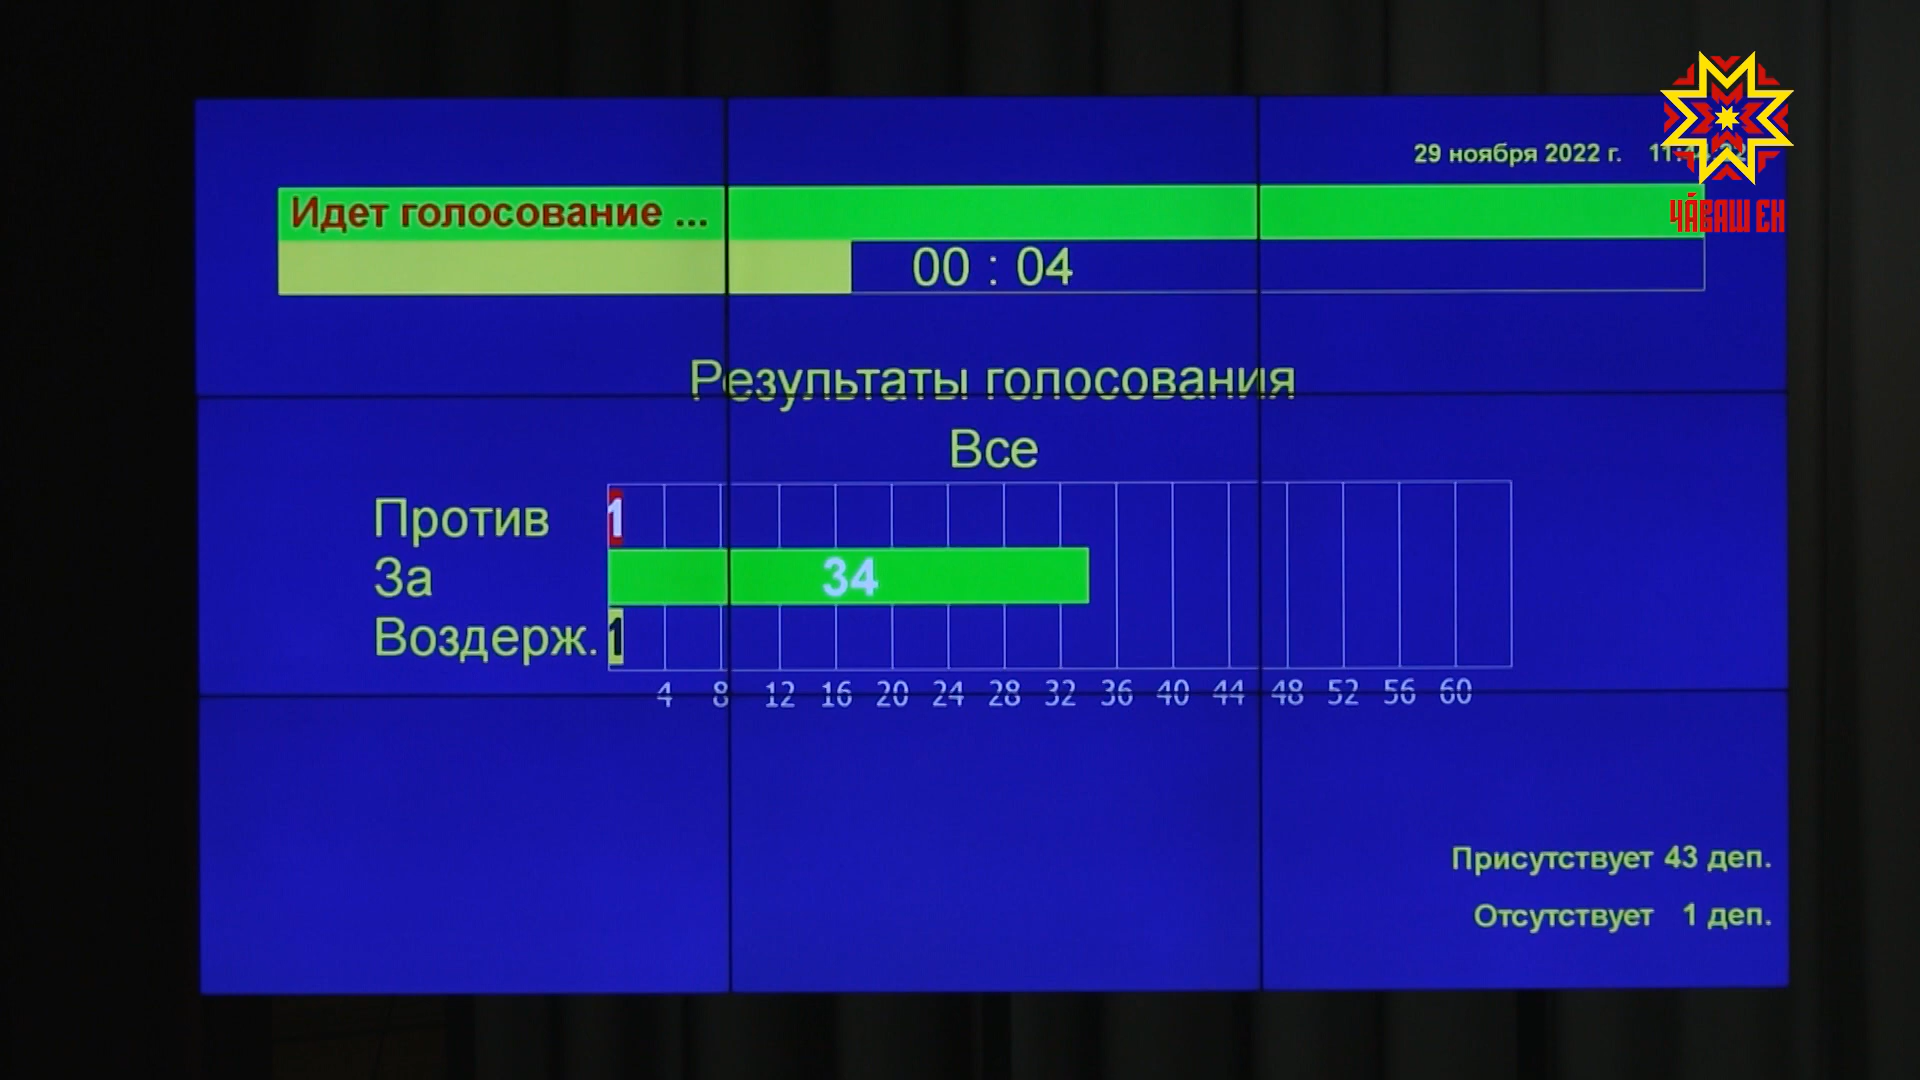 29 ноября 2022 г.
Идет голосование ...
ЧӐВАШ ЕН
00 : 04
Результаты голосования
Все
Против 1
За 34
Воздерж. 1
4 8 12 16 20 24 28 32 36 40 44 48 52 56 60
Присутствует 43 деп.
Отсутствует 1 деп.